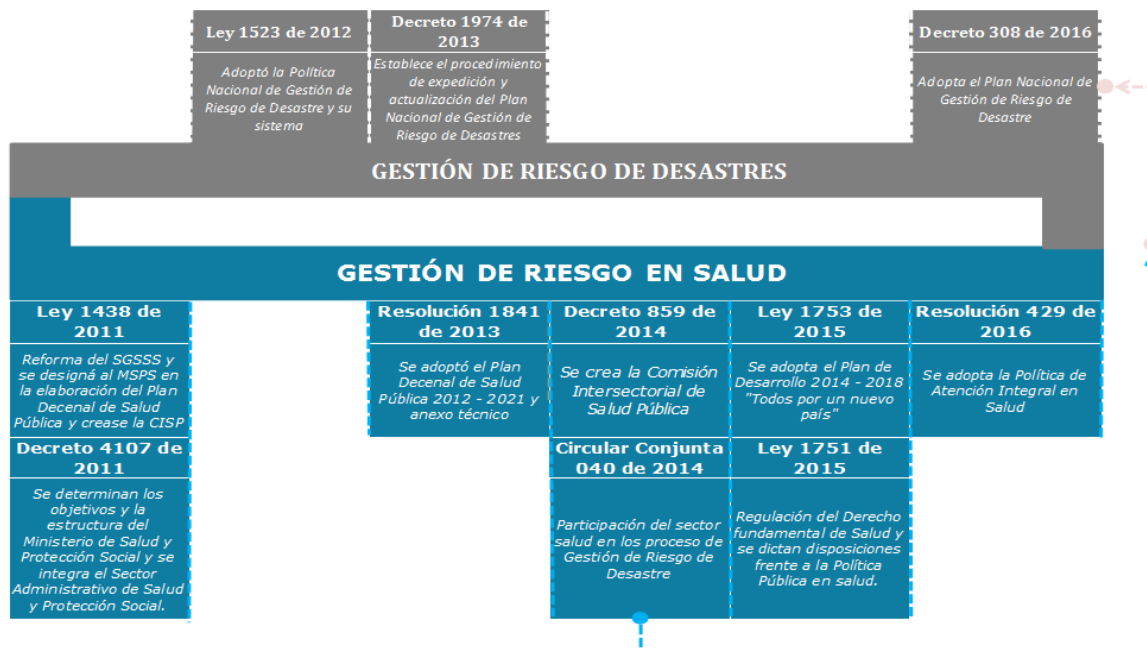 Ley 1523 de 2012
Adoptó la Política
Nacional de Gestión de
Riesgo de Desastre y su
sistema
Decreto 1974 de
2013
Establece el procedimiento
de expedición y
actualización del Plan
Nacional de Gestión de
Riesgo de Desastres
Decreto 308 de 2016
Adopta el Plan Nacional de
Gestión de Riesgo de
Desastre
GESTIÓN DE RIESGO DE DESASTRES
GESTIÓN DE RIESGO EN SALUD
Ley 1438 de
2011
Reforma del SGSSS y
se designá al MSPS en
la elaboración del Plan
Decenal de Salud
Pública y crease la CISP
Decreto 4107 de
2011
Se determinan los
objetivos y la
estructura del
Ministerio de Salud y
Protección Social y se
integra el Sector
Administrativo de Salud
y Protección Social.
Resolución 1841
de 2013
Se adoptó el Plan
Decenal de Salud
Pública 2012 - 2021 y
anexo técnico
Decreto 859 de
2014
Se crea la Comisión
Intersectorial de
Salud Pública
Circular Conjunta
040 de 2014
Participación del sector
salud en los proceso de
Gestión de Riesgo de
Desastre
Ley 1753 de
2015
Se adopta el Plan de
Desarrollo 2014 - 2018
"Todos por un nuevo
país"
Ley 1751 de
2015
Regulación del Derecho
fundamental de Salud y
se dictan disposiciones
frente a la Política
Pública en salud.
Resolución 429 de
2016
Se adopta la Política de
Atención Integral en
Salud